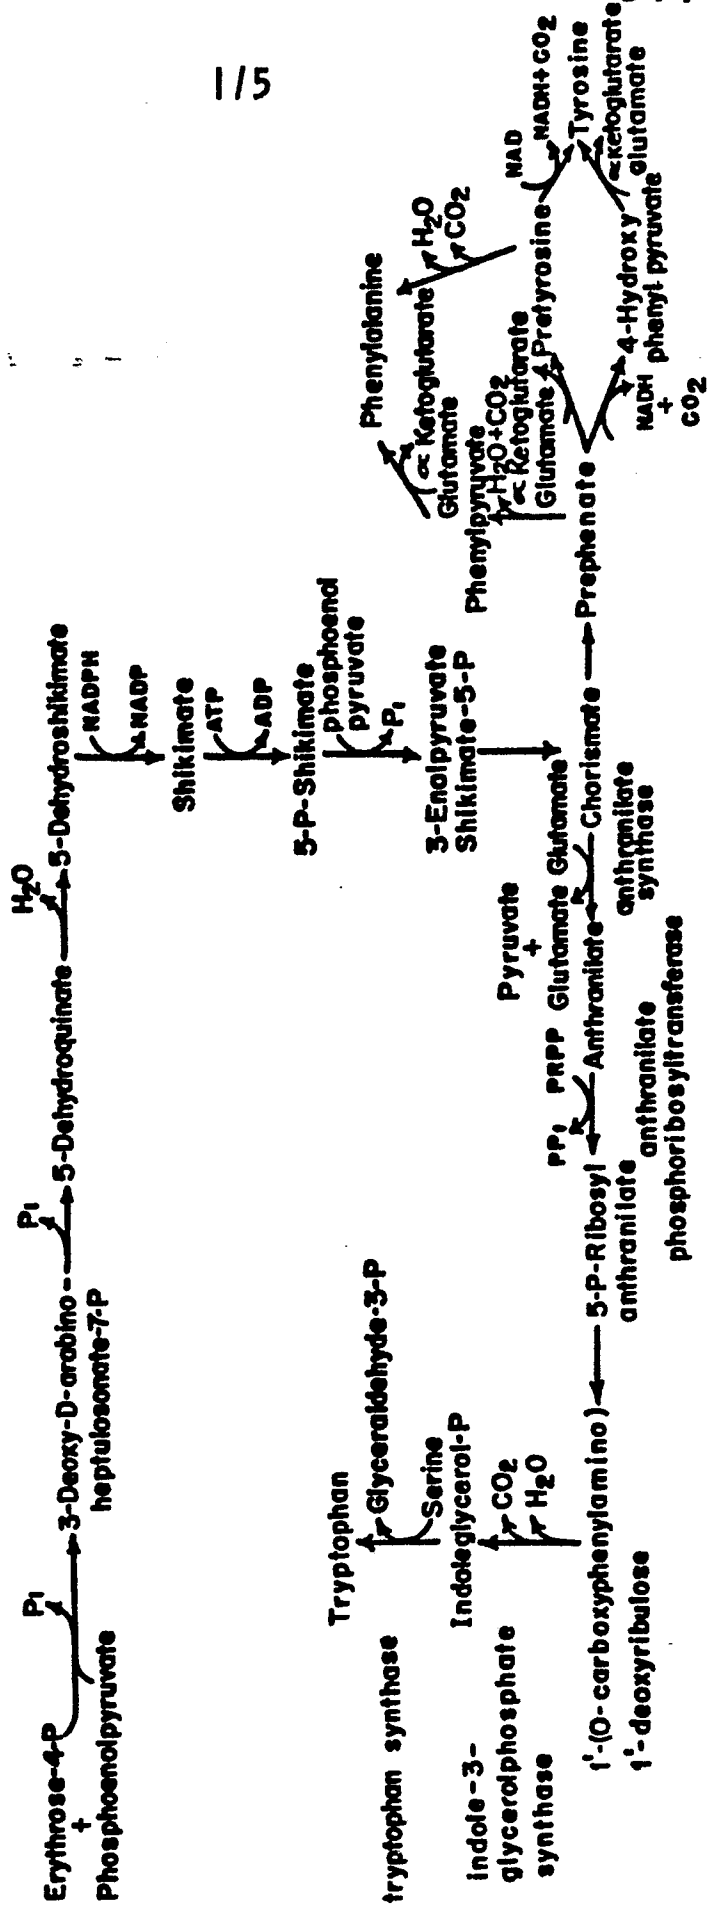 1/5
Erythrose-4-P
+
Phosphoenolpyruvate
Pi
3-Deoxy-D-arabino-
heptulosonate-7-P
Pi
5-Dehydroquinate
H2O
5-Dehydroshikimate
NADPH
NADP
Shikimate
ATP
ADP
5-P-Shikimate
phosphoenol
pyruvate
Pi
3-Enolpyruvate
Shikimate-5-P
Chorismate
Prephenate
Phenylpyruvate
H2O+CO2
∝ Ketoglutarate
Glutamate
Phenylalanine
∝ Ketoglutarate
Glutamate
H2O
CO2
Pretyrosine
NAD
NADH+CO2
Tyrosine
∝Ketoglutarate
glutamate
4-Hydroxy
phenyl pyruvate
NADH
+
CO2
Pyruvate
+
Glutamate
Glutamate
anthranilate
synthase
Anthranilate
PRPP
PPi
anthranilate
phosphoribosyltransferase
5-P-Ribosyl
anthranilate
1'-(O-carboxyphenylamino)
1'-deoxyribulose
CO2
H2O
indole-3-
glycerolphosphate
synthase
Indoleglycerol-P
Serine
Glyceraldehyde-3-P
tryptophan synthase
Tryptophan